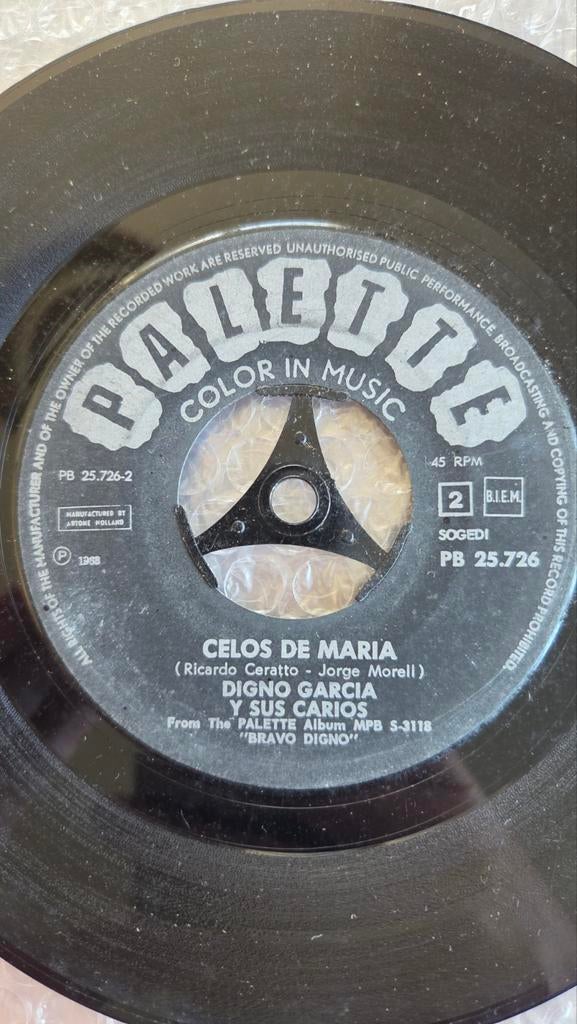 ALL RIGHTS OF THE MANUFACTURER AND OF THE OWNER OF THE RECORDED WORK ARE RESERVED UNAUTHORISED PUBLIC PERFORMANCE, BROADCASTING AND COPYING OF THIS RECORD PROHIBITED.
PALETTE
COLOR IN MUSIC
PB 25.726-2
45 RPM
MANUFACTURED BY
ARTONE HOLLAND
2
B.I.E.M.
SOGEDI
Ⓟ 1968
PB 25.726
CELOS DE MARIA
(Ricardo Ceratto - Jorge Morell)
DIGNO GARCIA
Y SUS CARIOS
From The PALETTE Album MPB S-3118
"BRAVO DIGNO"